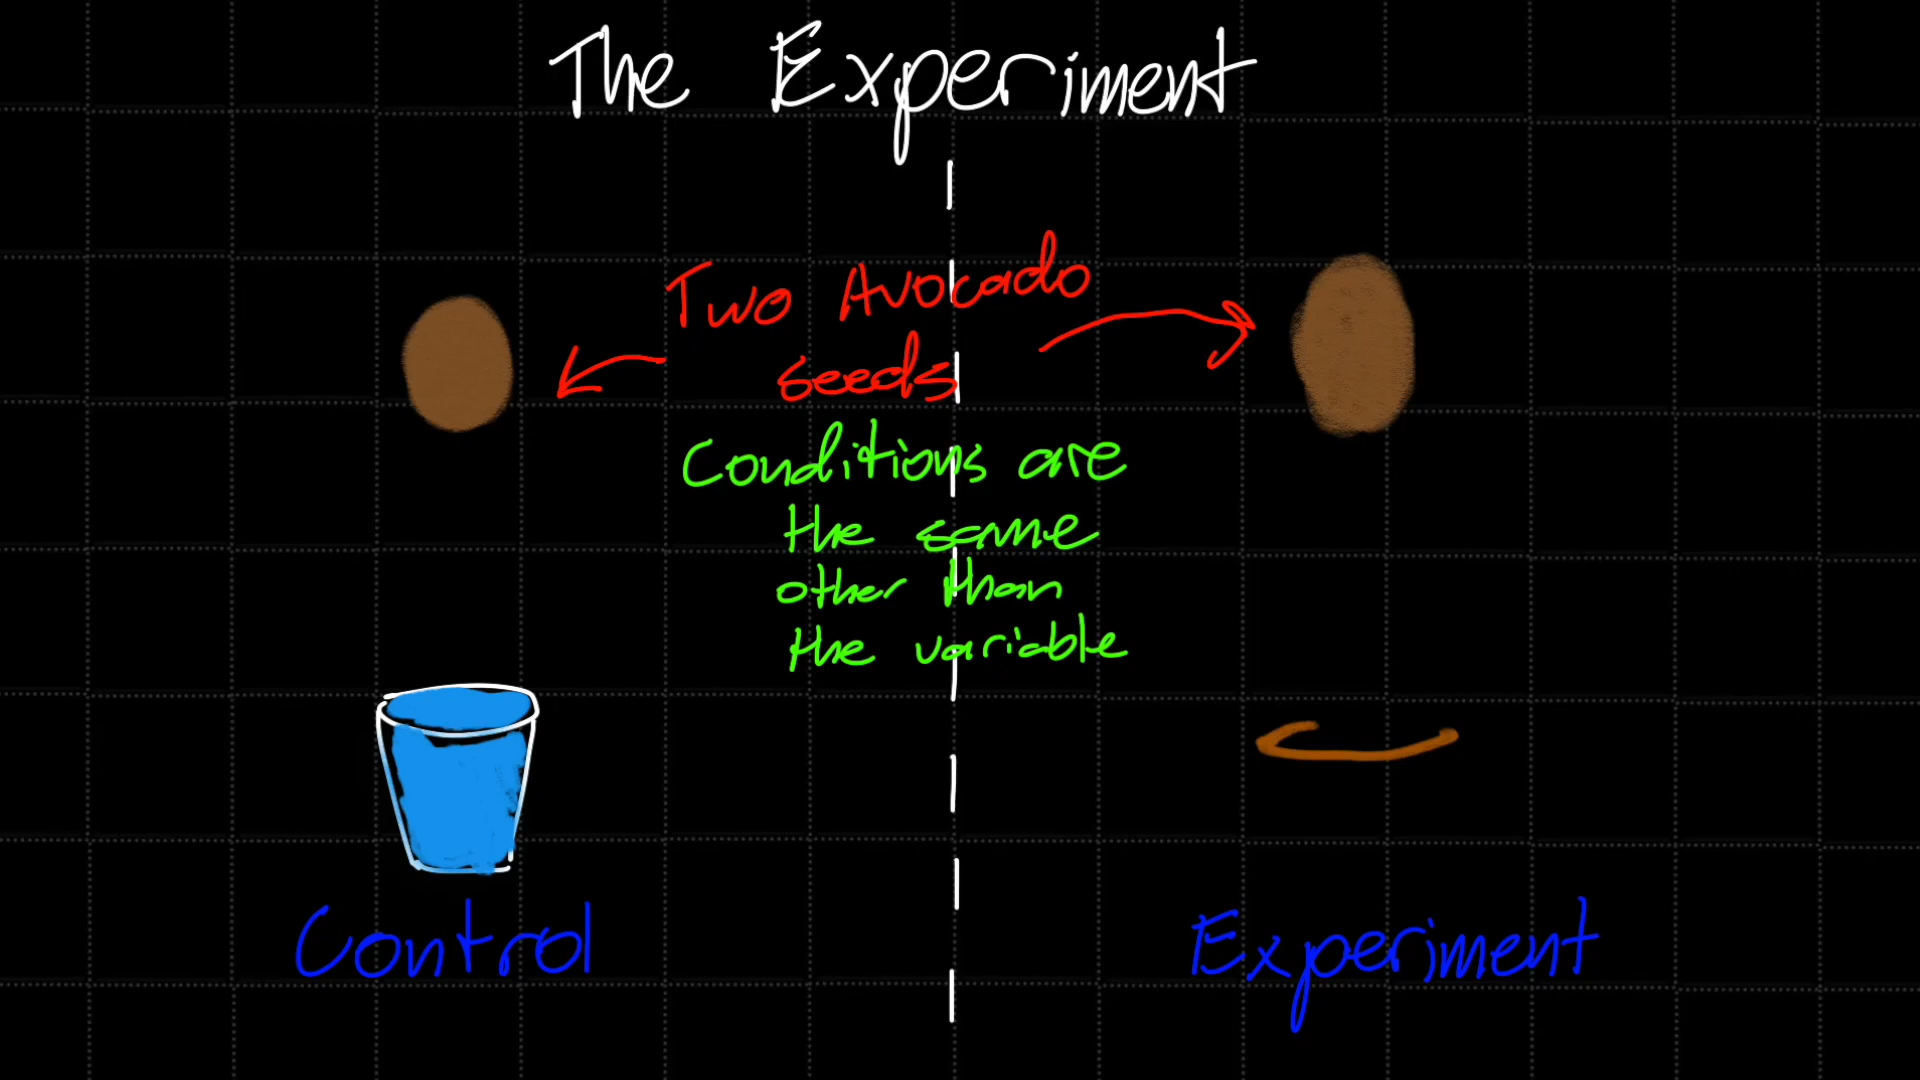 The Experiment
Two Avocado
seeds
Conditions are
the same
other than
the variable
Control
Experiment